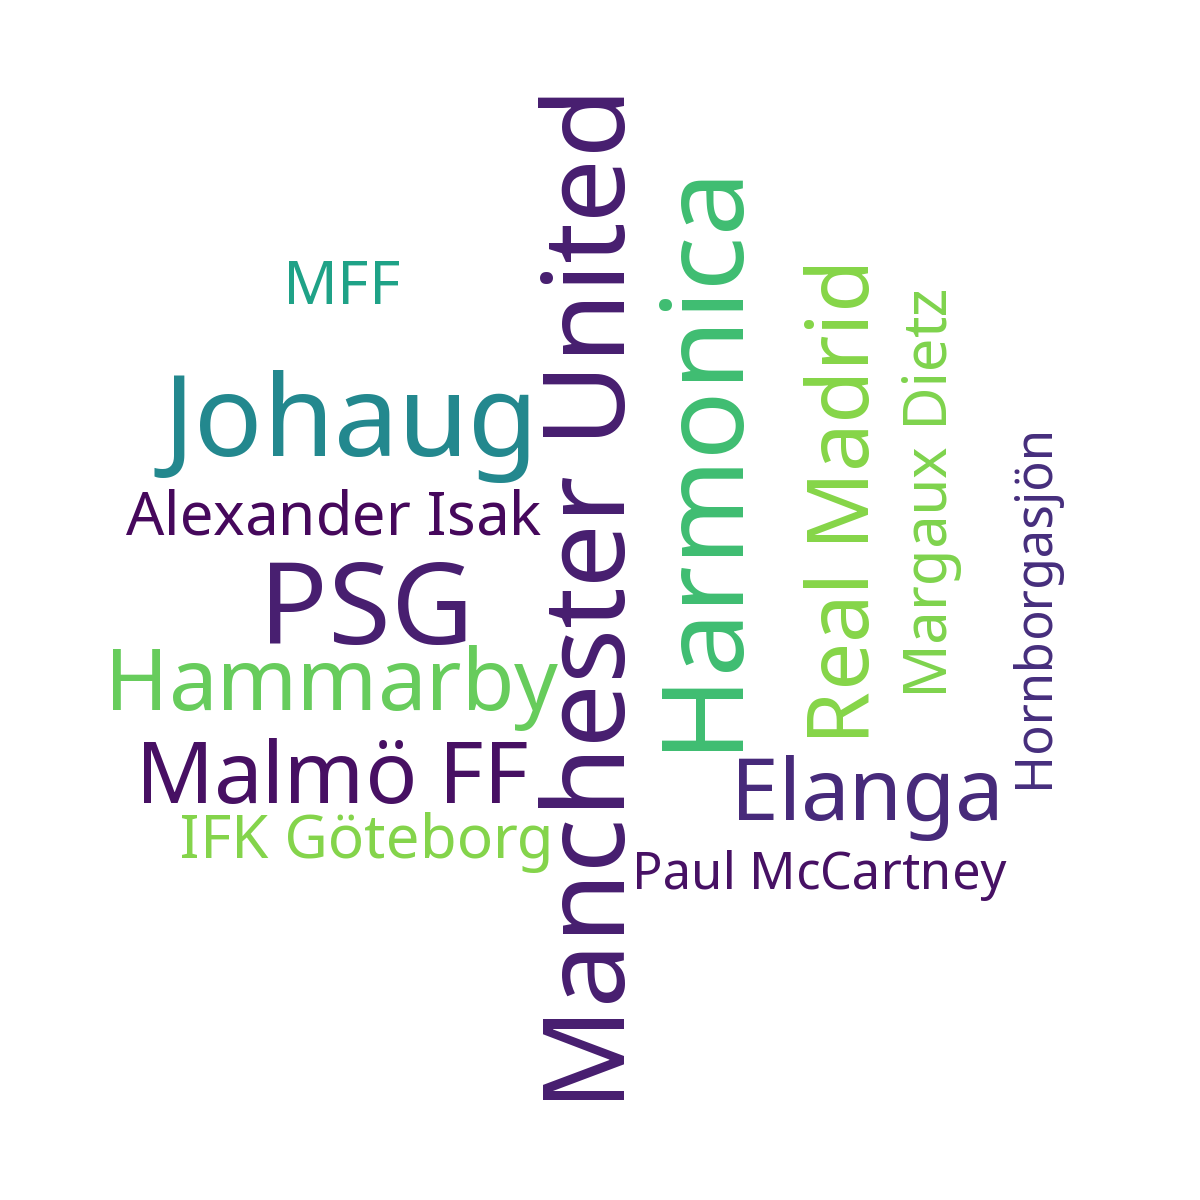 MFF
Johaug
Alexander Isak
PSG
Hammarby
Malmö FF
IFK Göteborg
Manchester United
Harmonica
Real Madrid
Margaux Dietz
Hornborgasjön
Elanga
Paul McCartney